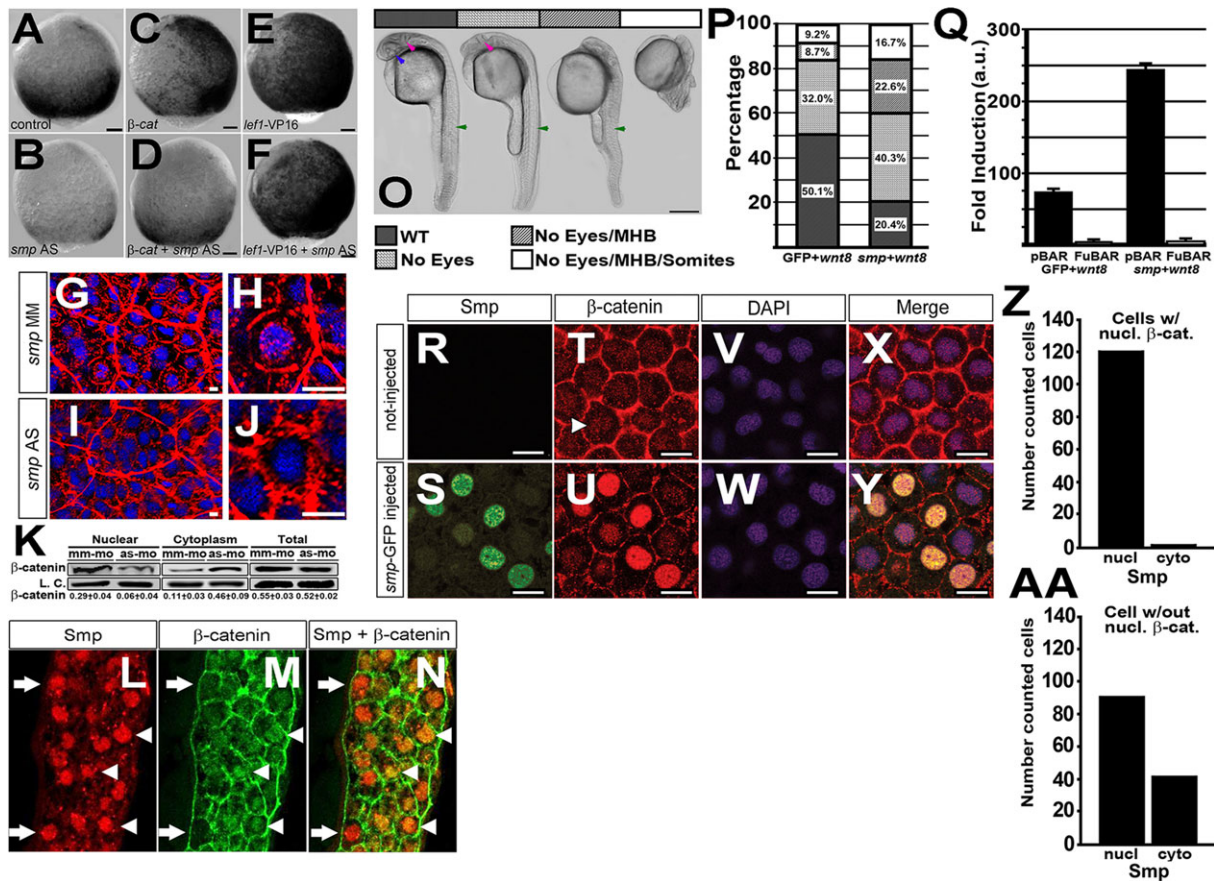 A
control
C
β-cat
E
lef1-VP16
B
smp AS
D
β-cat + smp AS
F
lef1-VP16 + smp AS
O
WT
No Eyes
No Eyes/MHB
No Eyes/MHB/Somites
P
Percentage
100
80
60
40
20
9.2%
8.7%
32.0%
50.1%
16.7%
22.6%
40.3%
20.4%
GFP+wnt8 smp+wnt8
Q
Fold Induction (a.u.)
300
200
100
0
pBAR FuBAR pBAR FuBAR
GFP+wnt8 smp+wnt8
smp MM
G
H
smp AS
I
J
K
Nuclear Cytoplasm Total
mm-mo as-mo mm-mo as-mo mm-mo as-mo
β-catenin
L. C.
β-catenin 0.29±0.04 0.06±0.04 0.11±0.03 0.46±0.09 0.55±0.03 0.52±0.02
Smp β-catenin Smp + β-catenin
L M N
Smp β-catenin DAPI Merge
not-injected
R T V X
smp-GFP injected
S U W Y
Z
Cells w/
nucl. β-cat.
Number counted cells
140
120
100
80
60
40
20
0
nucl cyto
Smp
AA
Cell w/out
nucl. β-cat.
Number counted cells
140
120
100
80
60
40
20
0
nucl cyto
Smp